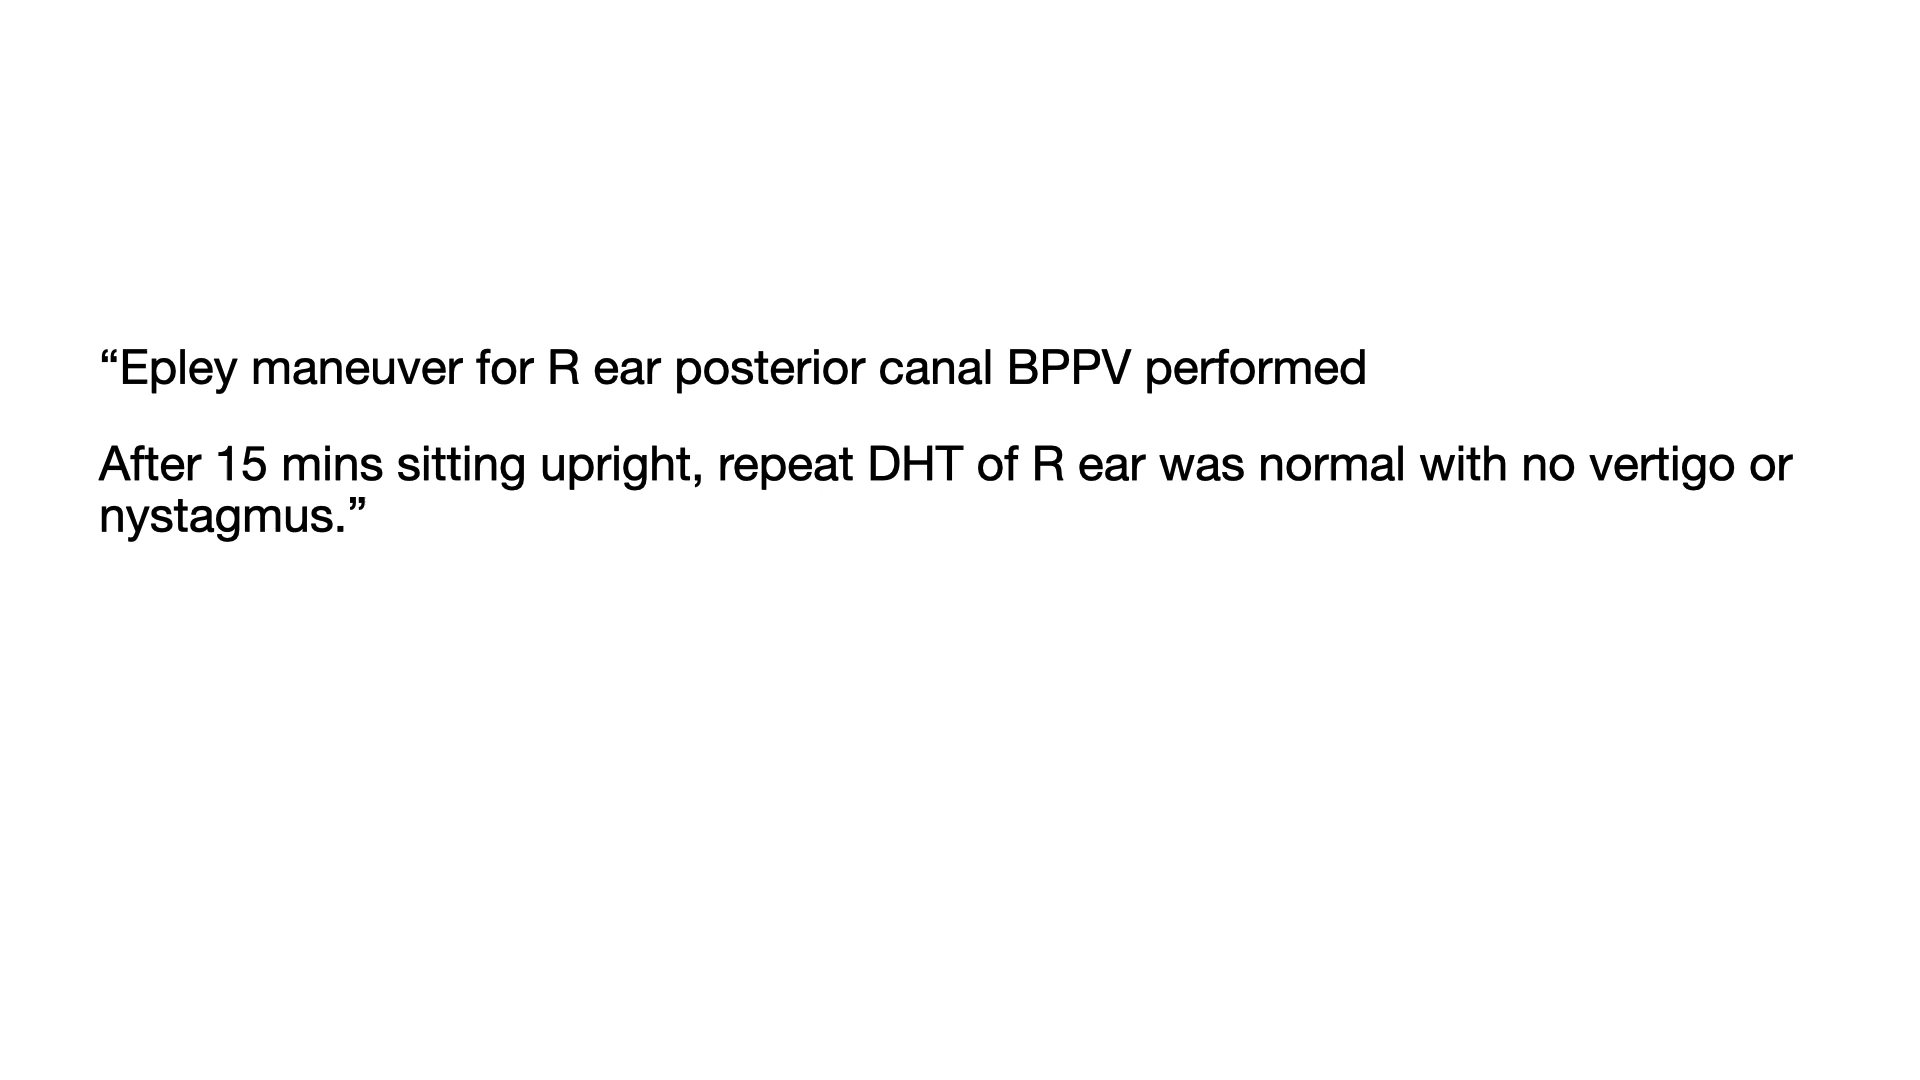 “Epley maneuver for R ear posterior canal BPPV performed
After 15 mins sitting upright, repeat DHT of R ear was normal with no vertigo or
nystagmus.”